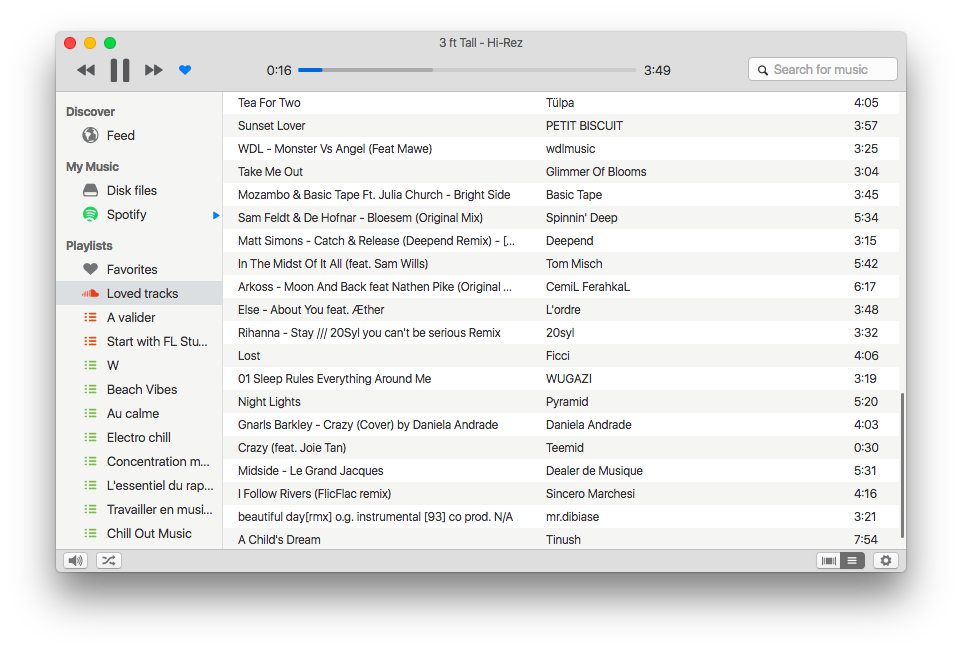 3 ft Tall - Hi-Rez
0:16
3:49
Search for music
Discover
Feed
My Music
Disk files
Spotify
Playlists
Favorites
Loved tracks
A valider
Start with FL Stu...
W
Beach Vibes
Au calme
Electro chill
Concentration m...
L'essentiel du rap...
Travailler en musi...
Chill Out Music
Tea For Two Tülpa 4:05
Sunset Lover PETIT BISCUIT 3:57
WDL - Monster Vs Angel (Feat Mawe) wdlmusic 3:25
Take Me Out Glimmer Of Blooms 3:04
Mozambo & Basic Tape Ft. Julia Church - Bright Side Basic Tape 3:45
Sam Feldt & De Hofnar - Bloesem (Original Mix) Spinnin' Deep 5:34
Matt Simons - Catch & Release (Deepend Remix) - [... Deepend 3:15
In The Midst Of It All (feat. Sam Wills) Tom Misch 5:42
Arkoss - Moon And Back feat Nathen Pike (Original ... CemiL FerahkaL 6:17
Else - About You feat. Æther L'ordre 3:48
Rihanna - Stay /// 20Syl you can't be serious Remix 20syl 3:32
Lost Ficci 4:06
01 Sleep Rules Everything Around Me WUGAZI 3:19
Night Lights Pyramid 5:20
Gnarls Barkley - Crazy (Cover) by Daniela Andrade Daniela Andrade 4:03
Crazy (feat. Joie Tan) Teemid 0:30
Midside - Le Grand Jacques Dealer de Musique 5:31
I Follow Rivers (FlicFlac remix) Sincero Marchesi 4:16
beautiful day[rmx] o.g. instrumental [93] co prod. N/A mr.dibiase 3:21
A Child's Dream Tinush 7:54